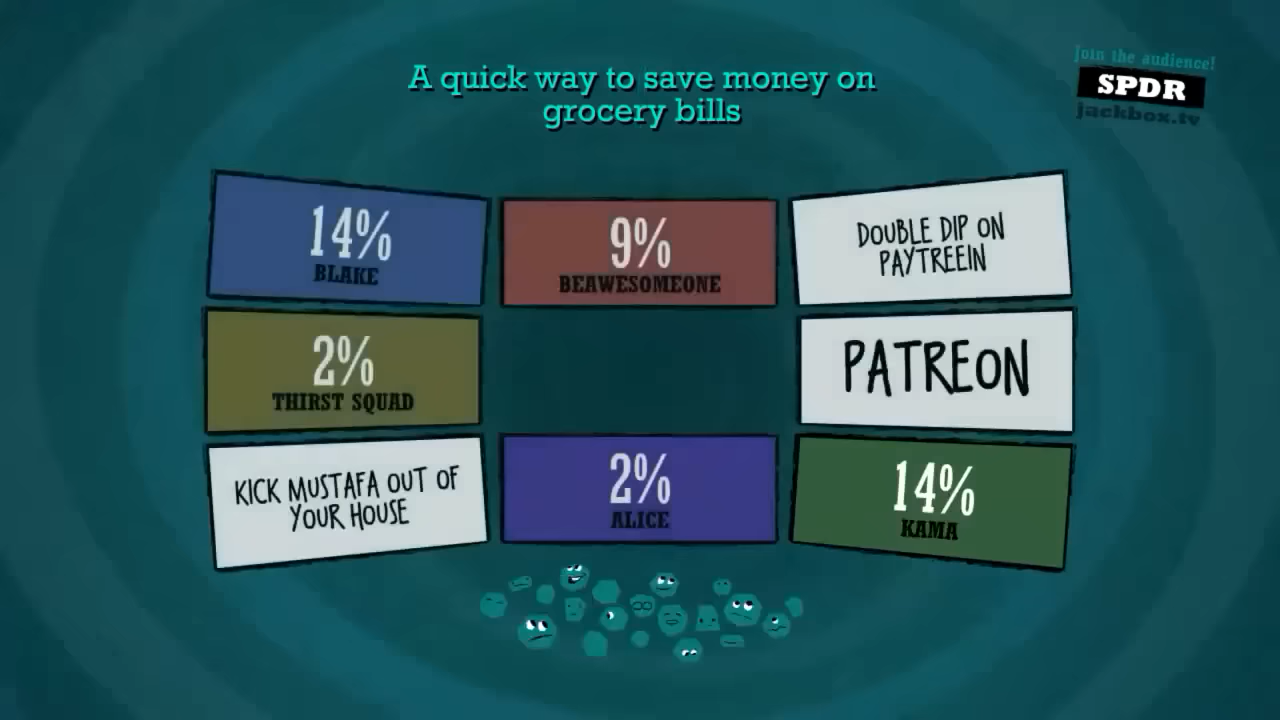 A quick way to save money on
grocery bills
Join the audience!
SPDR
jackbox.tv
14%
BLAKE
9%
BEAWESOMEONE
DOUBLE DIP ON
PAYTREEIN
2%
THIRST SQUAD
PATREON
KICK MUSTAFA OUT OF
YOUR HOUSE
2%
ALICE
14%
KAMA